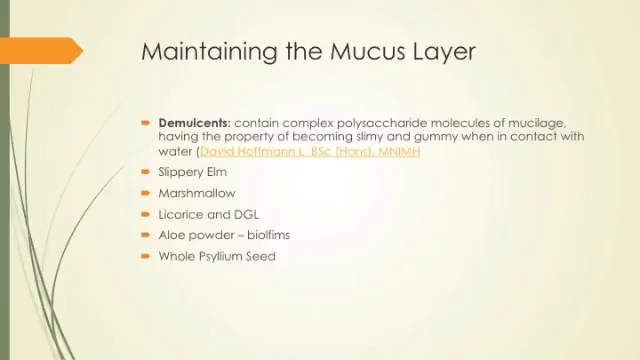 Maintaining the Mucus Layer
Demulcents: contain complex polysaccharide molecules of mucilage,
having the property of becoming slimy and gummy when in contact with
water (David Hoffmann L. BSc (Hons), MNIMH
Slippery Elm
Marshmallow
Licorice and DGL
Aloe powder – biolfims
Whole Psyllium Seed